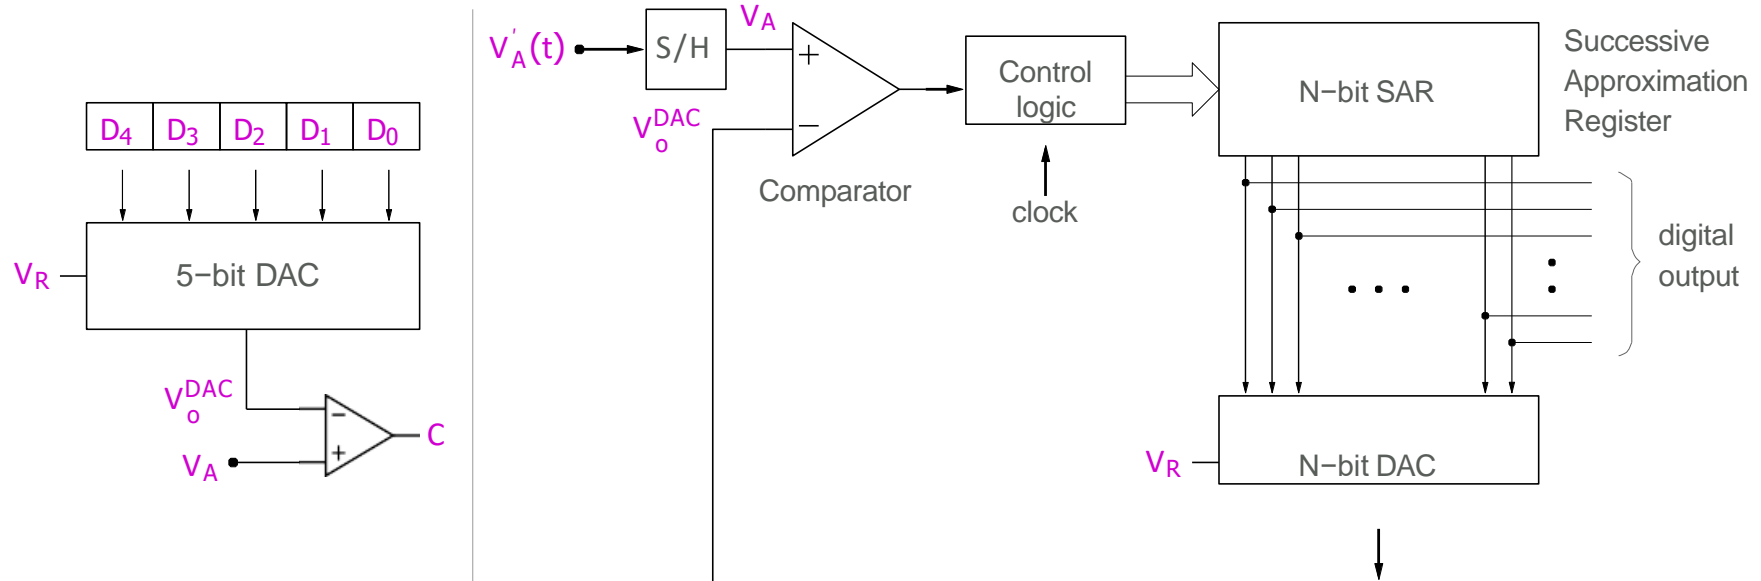 D4 D3 D2 D1 D0
VR
5−bit DAC
VoDAC
VA
−
+
C
VA'(t)
S/H
VA
+
−
VoDAC
Comparator
Control
logic
clock
N−bit SAR
Successive
Approximation
Register
digital
output
VR
N−bit DAC